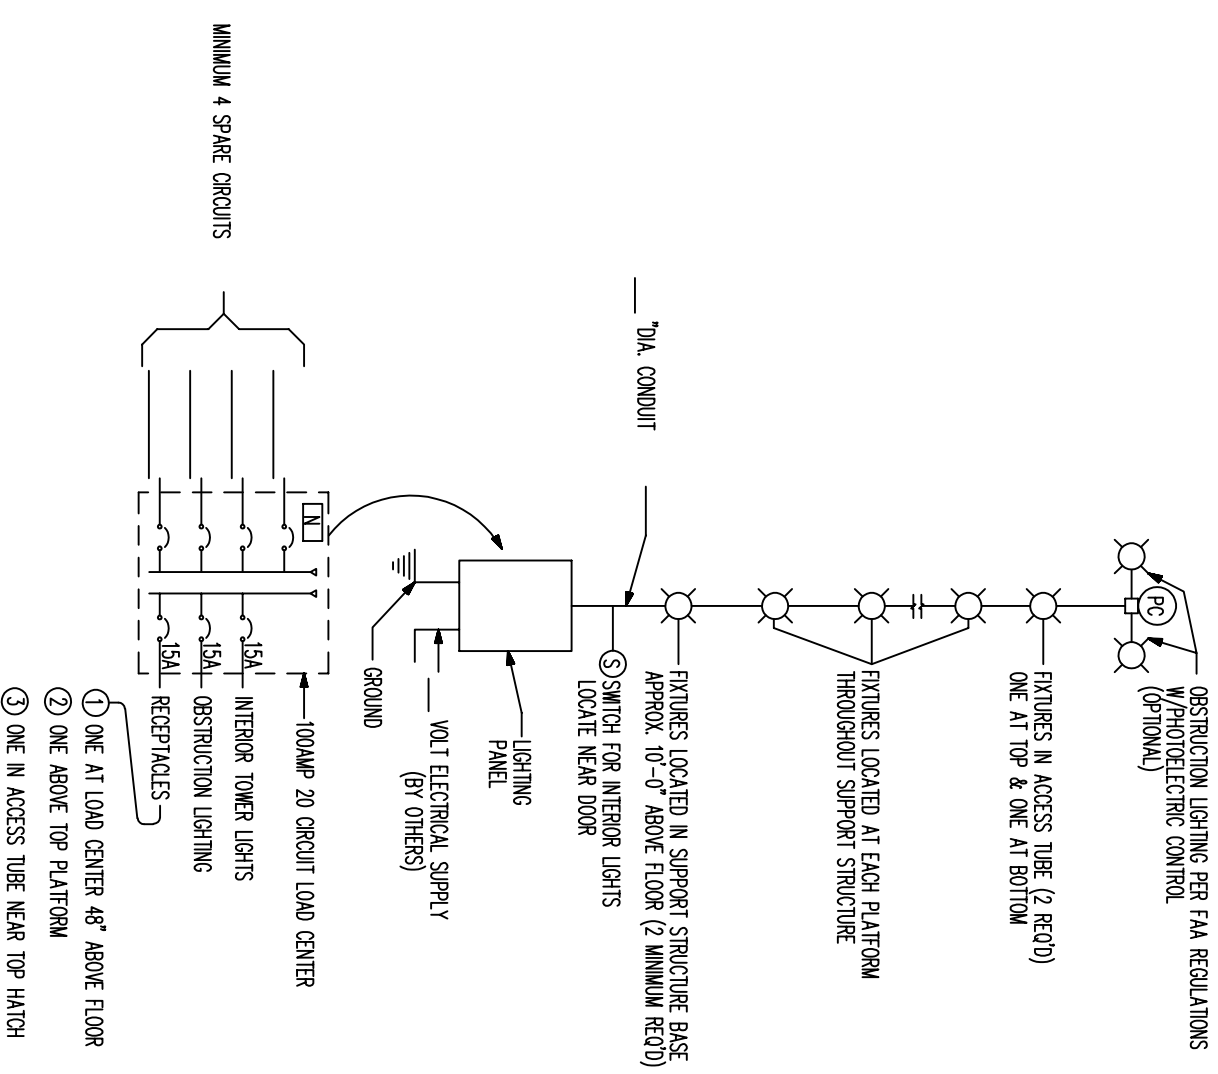 OBSTRUCTION LIGHTING PER FAA REGULATIONS
W/PHOTOELECTRIC CONTROL
(OPTIONAL)
PC
FIXTURES IN ACCESS TUBE (2 REQ'D)
ONE AT TOP & ONE AT BOTTOM
FIXTURES LOCATED AT EACH PLATFORM
THROUGHOUT SUPPORT STRUCTURE
FIXTURES LOCATED IN SUPPORT STRUCTURE BASE
APPROX. 10'-0" ABOVE FLOOR (2 MINIMUM REQ'D)
"DIA. CONDUIT
S
SWITCH FOR INTERIOR LIGHTS
LOCATE NEAR DOOR
LIGHTING
PANEL
VOLT ELECTRICAL SUPPLY
(BY OTHERS)
GROUND
100AMP 20 CIRCUIT LOAD CENTER
N
MINIMUM 4 SPARE CIRCUITS
15A
INTERIOR TOWER LIGHTS
15A
OBSTRUCTION LIGHTING
15A
RECEPTACLES
1 ONE AT LOAD CENTER 48" ABOVE FLOOR
2 ONE ABOVE TOP PLATFORM
3 ONE IN ACCESS TUBE NEAR TOP HATCH